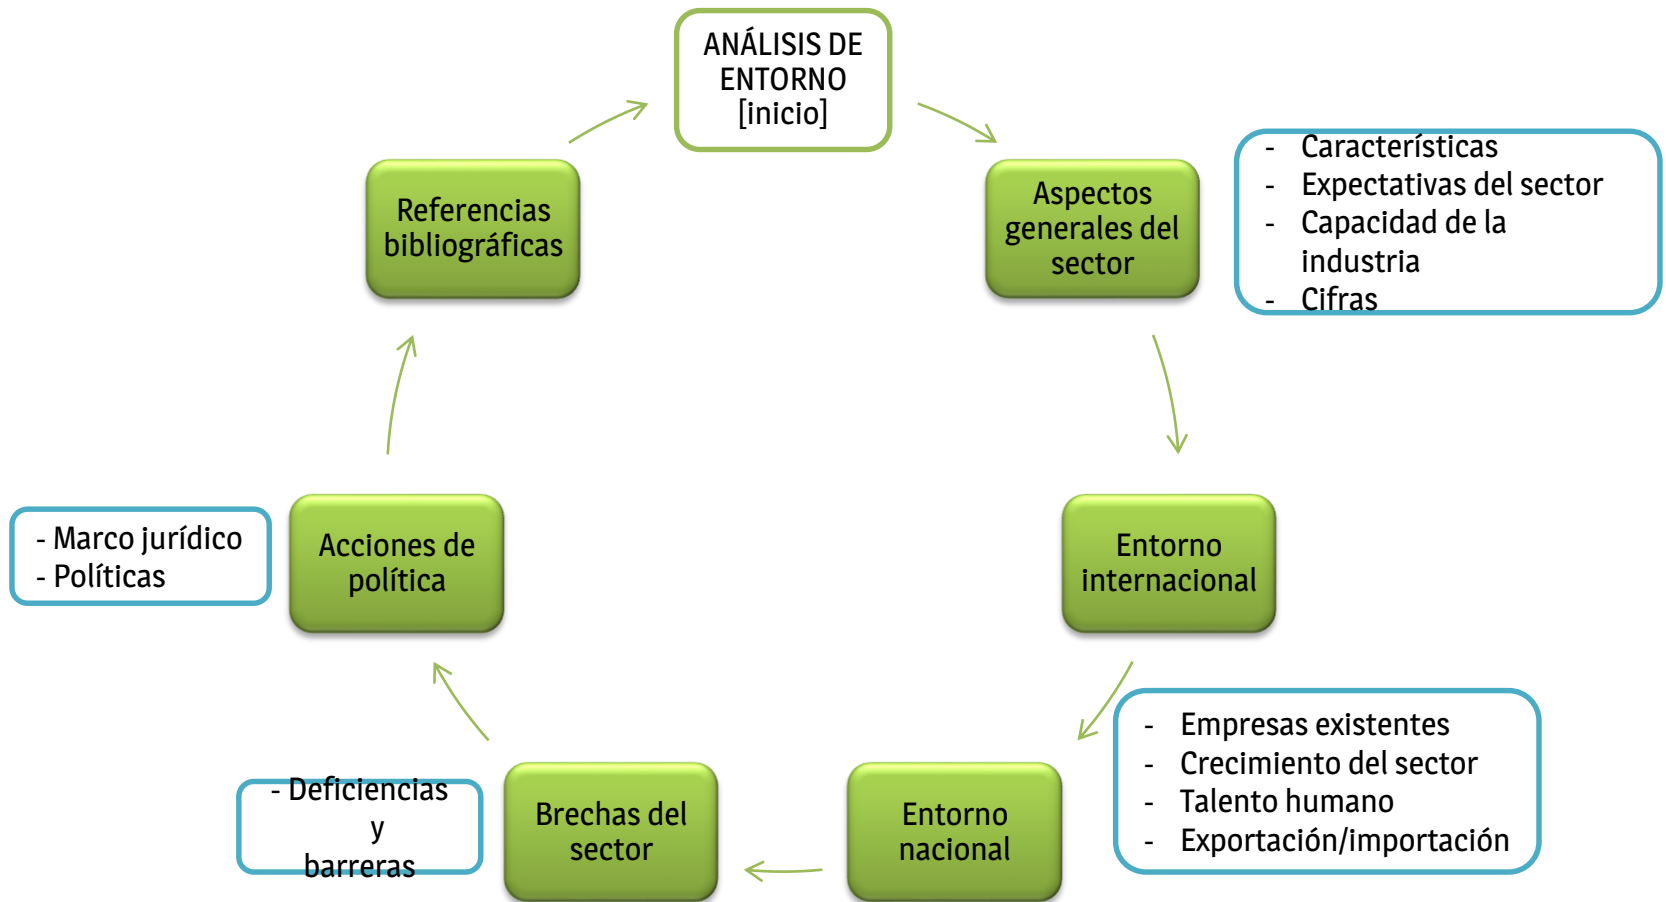 ANÁLISIS DE
ENTORNO
[inicio]
Aspectos
generales del
sector
- Características
- Expectativas del sector
- Capacidad de la
industria
- Cifras
Entorno
internacional
- Empresas existentes
- Crecimiento del sector
- Talento humano
- Exportación/importación
Entorno
nacional
Brechas del
sector
- Deficiencias
y
barreras
Acciones de
política
- Marco jurídico
- Políticas
Referencias
bibliográficas